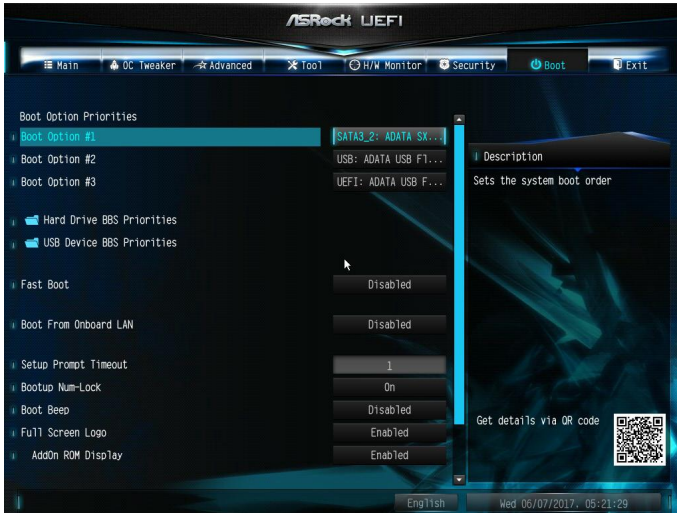 ASRock UEFI
Main
OC Tweaker
Advanced
Tool
H/W Monitor
Security
Boot
Exit
Boot Option Priorities
Boot Option #1 SATA3_2: ADATA SX...
Boot Option #2 USB: ADATA USB Fl...
Boot Option #3 UEFI: ADATA USB F...
Hard Drive BBS Priorities
USB Device BBS Priorities
Fast Boot Disabled
Boot From Onboard LAN Disabled
Setup Prompt Timeout 1
Bootup Num-Lock On
Boot Beep Disabled
Full Screen Logo Enabled
AddOn ROM Display Enabled
Description
Sets the system boot order
Get details via QR code
English
Wed 06/07/2017. 05:21:29